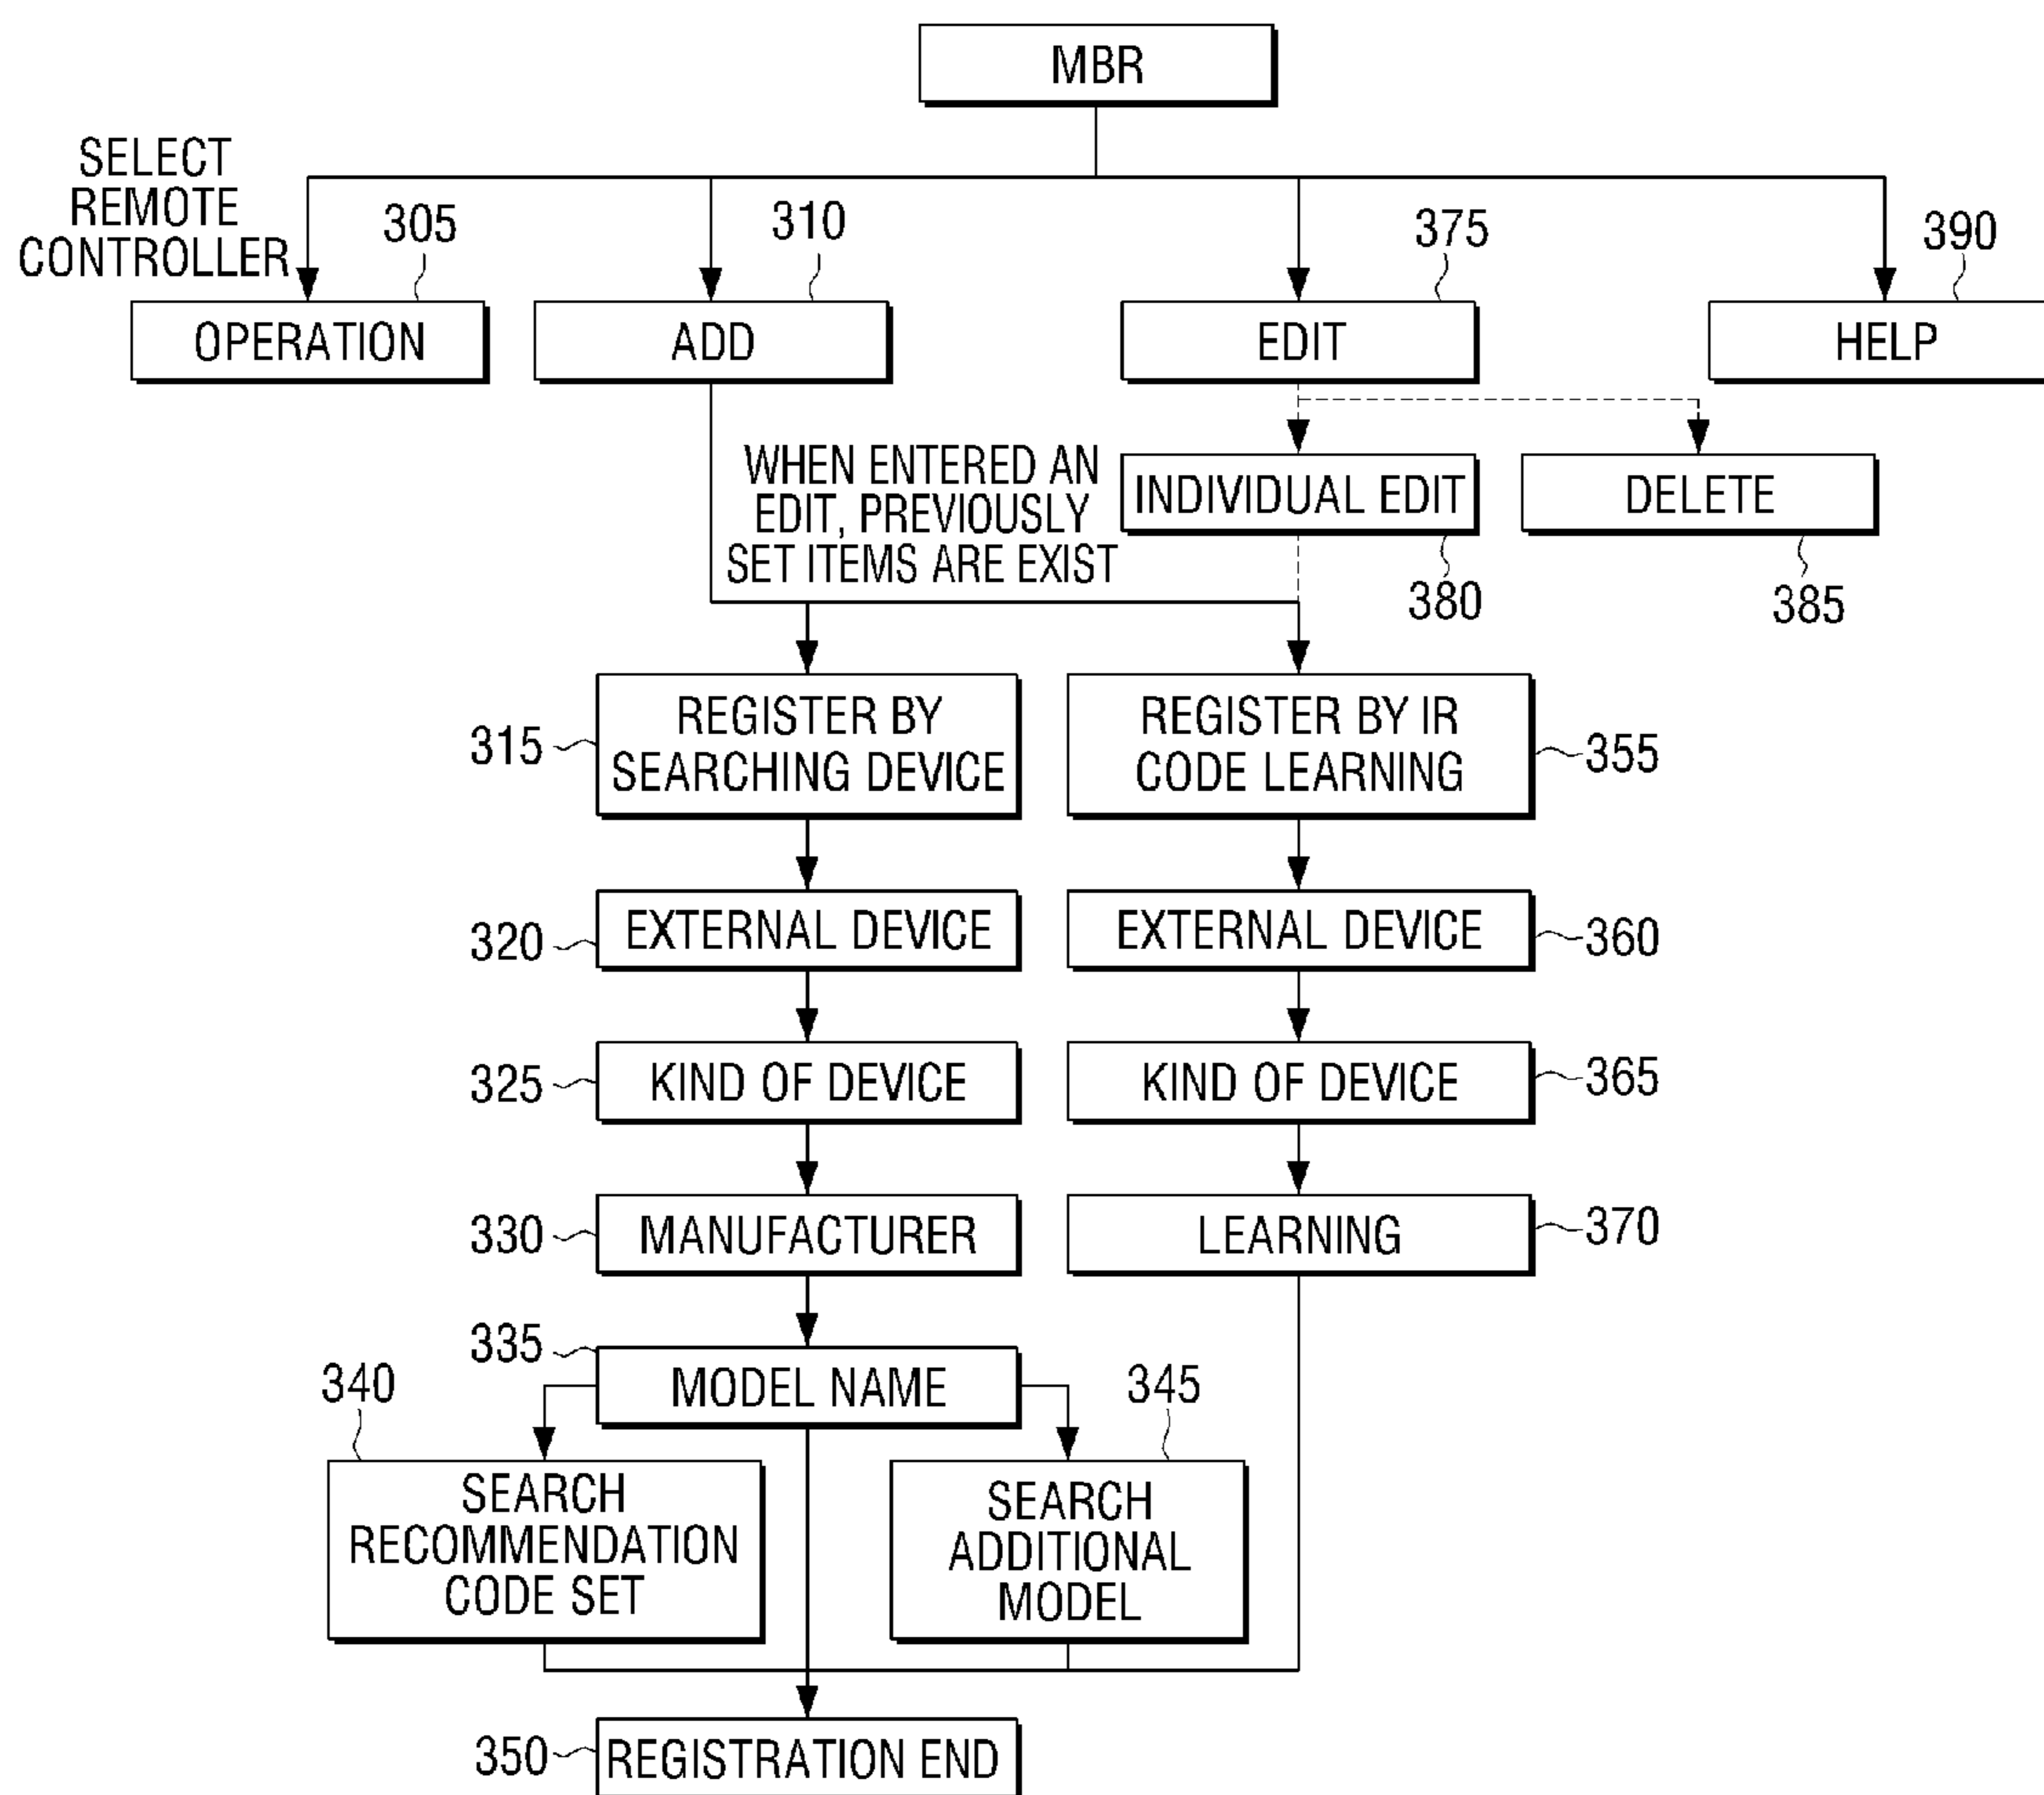 MBR
SELECT
REMOTE
CONTROLLER
305
310
375
390
OPERATION
ADD
EDIT
HELP
WHEN ENTERED AN
EDIT, PREVIOUSLY
SET ITEMS ARE EXIST
INDIVIDUAL EDIT
DELETE
380
385
315
REGISTER BY
SEARCHING DEVICE
REGISTER BY IR
CODE LEARNING
355
320
EXTERNAL DEVICE
EXTERNAL DEVICE
360
325
KIND OF DEVICE
KIND OF DEVICE
365
330
MANUFACTURER
LEARNING
370
335
MODEL NAME
340
345
SEARCH
RECOMMENDATION
CODE SET
SEARCH
ADDITIONAL
MODEL
350
REGISTRATION END